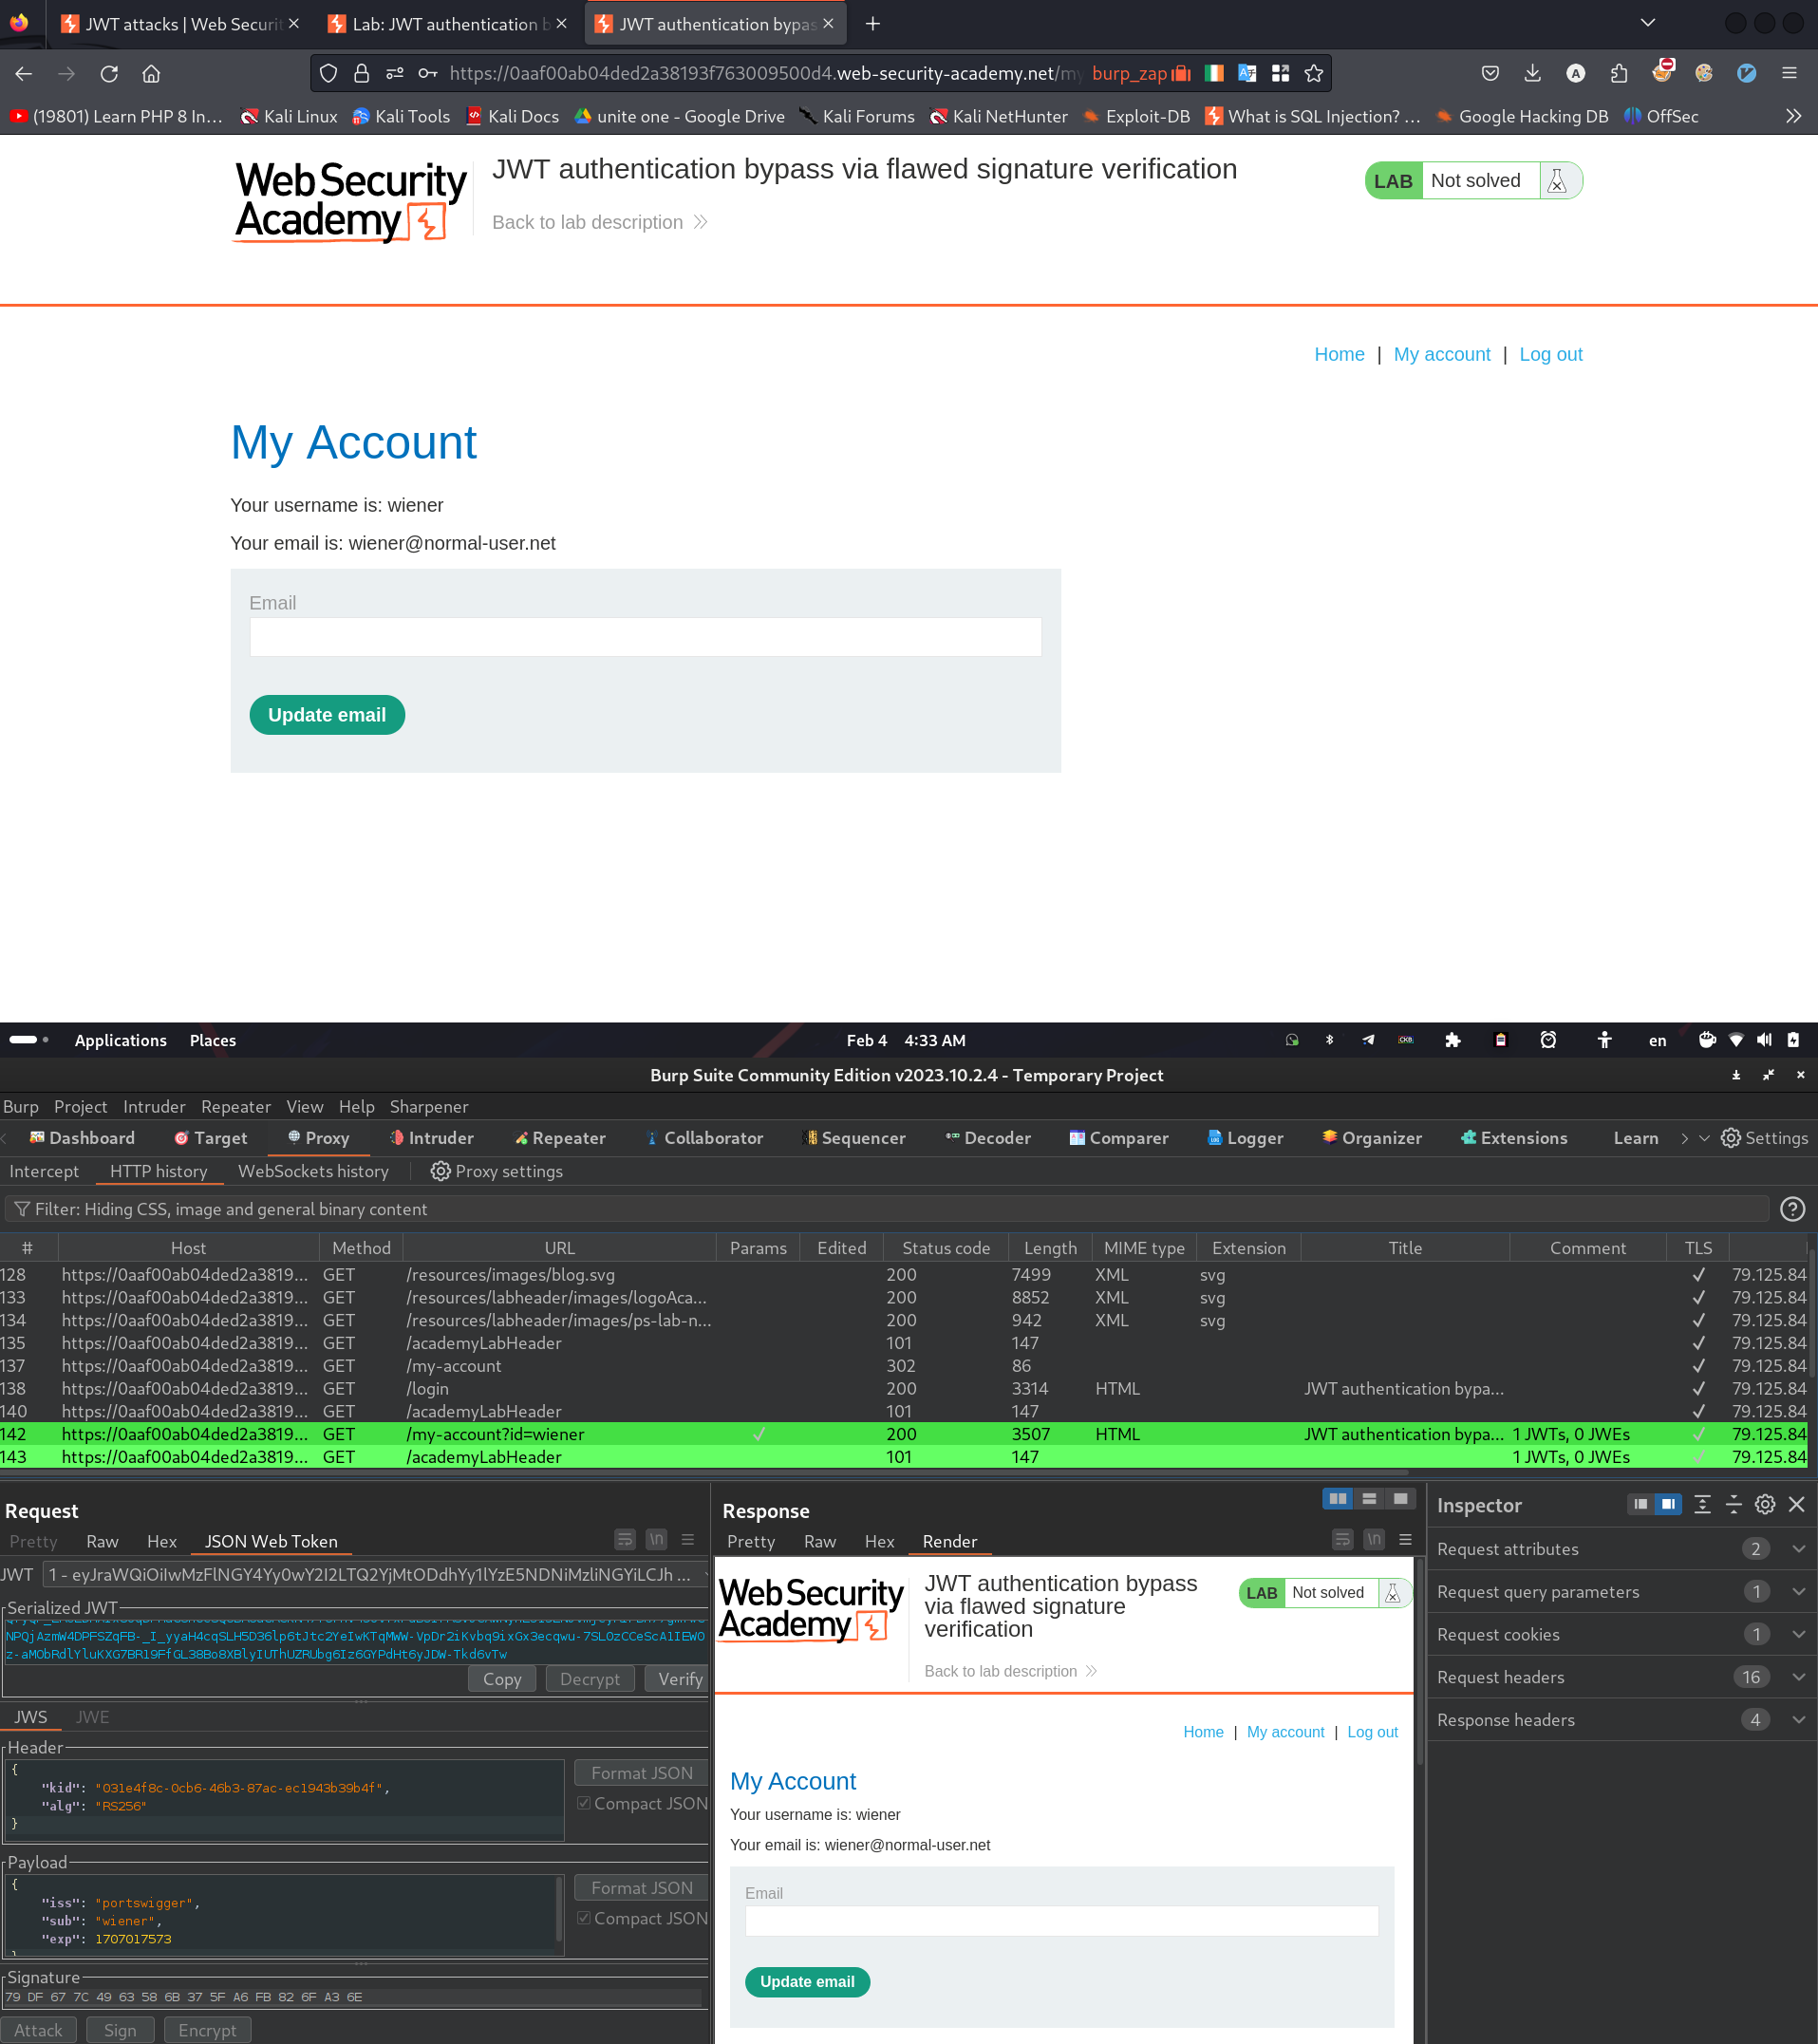 JWT attacks | Web Securit
Lab: JWT authentication b
JWT authentication bypas
https://0aaf00ab04ded2a38193f763009500d4.web-security-academy.net/my
burp_zap
(19801) Learn PHP 8 In…
Kali Linux
Kali Tools
Kali Docs
unite one - Google Drive
Kali Forums
Kali NetHunter
Exploit-DB
What is SQL Injection? …
Google Hacking DB
OffSec
Web Security Academy
JWT authentication bypass via flawed signature verification
Back to lab description
LAB Not solved
Home | My account | Log out
My Account
Your username is: wiener
Your email is: wiener@normal-user.net
Email
Update email
Applications Places
Feb 4 4:33 AM
en
Burp Suite Community Edition v2023.10.2.4 - Temporary Project
Burp Project Intruder Repeater View Help Sharpener
Dashboard Target Proxy Intruder Repeater Collaborator Sequencer Decoder Comparer Logger Organizer Extensions Learn Settings
Intercept HTTP history WebSockets history Proxy settings
Filter: Hiding CSS, image and general binary content
# Host Method URL Params Edited Status code Length MIME type Extension Title Comment TLS
128 https://0aaf00ab04ded2a3819... GET /resources/images/blog.svg 200 7499 XML svg ✓ 79.125.84
133 https://0aaf00ab04ded2a3819... GET /resources/labheader/images/logoAca... 200 8852 XML svg ✓ 79.125.84
134 https://0aaf00ab04ded2a3819... GET /resources/labheader/images/ps-lab-n... 200 942 XML svg ✓ 79.125.84
135 https://0aaf00ab04ded2a3819... GET /academyLabHeader 101 147 ✓ 79.125.84
137 https://0aaf00ab04ded2a3819... GET /my-account 302 86 ✓ 79.125.84
138 https://0aaf00ab04ded2a3819... GET /login 200 3314 HTML JWT authentication bypa... ✓ 79.125.84
140 https://0aaf00ab04ded2a3819... GET /academyLabHeader 101 147 ✓ 79.125.84
142 https://0aaf00ab04ded2a3819... GET /my-account?id=wiener ✓ 200 3507 HTML JWT authentication bypa... 1 JWTs, 0 JWEs ✓ 79.125.84
143 https://0aaf00ab04ded2a3819... GET /academyLabHeader 101 147 1 JWTs, 0 JWEs ✓ 79.125.84
Request
Pretty Raw Hex JSON Web Token
JWT 1 - eyJraWQiOiIwMzFlNGY4Yy0wY2I2LTQ2YjMtODdhYy1lYzE5NDNiMzliNGYiLCJh ...
Serialized JWT
NPQjAzmW4DPFSZqFB-_I_yyaH4cqSLH5D36lp6tJtc2YeIwKTqMWW-VpDr2iKvbq9ixGx3ecqwu-7SLOzCCeScA1IEWO
z-aMObRdlYluKXG7BR19FfGL38Bo8XBlyIUThUZRUbg6Iz6GYPdHt6yJDW-Tkd6vTw
Copy Decrypt Verify
JWS JWE
Header
{
"kid": "031e4f8c-0cb6-46b3-87ac-ec1943b39b4f",
"alg": "RS256"
}
Format JSON
Compact JSON
Payload
{
"iss": "portswigger",
"sub": "wiener",
"exp": 1707017573
Format JSON
Compact JSON
Signature
79 DF 67 7C 49 63 58 6B 37 5F A6 FB 82 6F A3 6E
Attack Sign Encrypt
Response
Pretty Raw Hex Render
Web Security Academy
JWT authentication bypass
via flawed signature
verification
Back to lab description
LAB Not solved
Home | My account | Log out
My Account
Your username is: wiener
Your email is: wiener@normal-user.net
Email
Update email
Inspector
Request attributes 2
Request query parameters 1
Request cookies 1
Request headers 16
Response headers 4